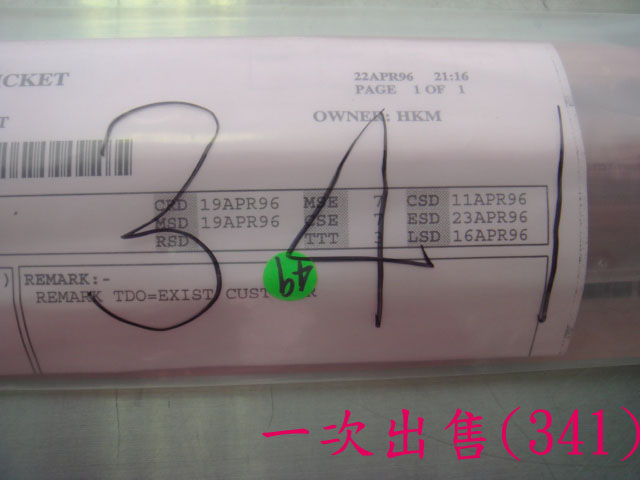 ICKET
22APR96 21:16
PAGE 1 OF 1
T
OWNER: HKM
341
CRD 19APR96 MSE 7 CSD 11APR96
MSD 19APR96 CSE 7 ESD 23APR96
RSD TTT LSD 16APR96
) REMARK:-
REMARK TDO=EXIST CUST R
49
一次出售(341)